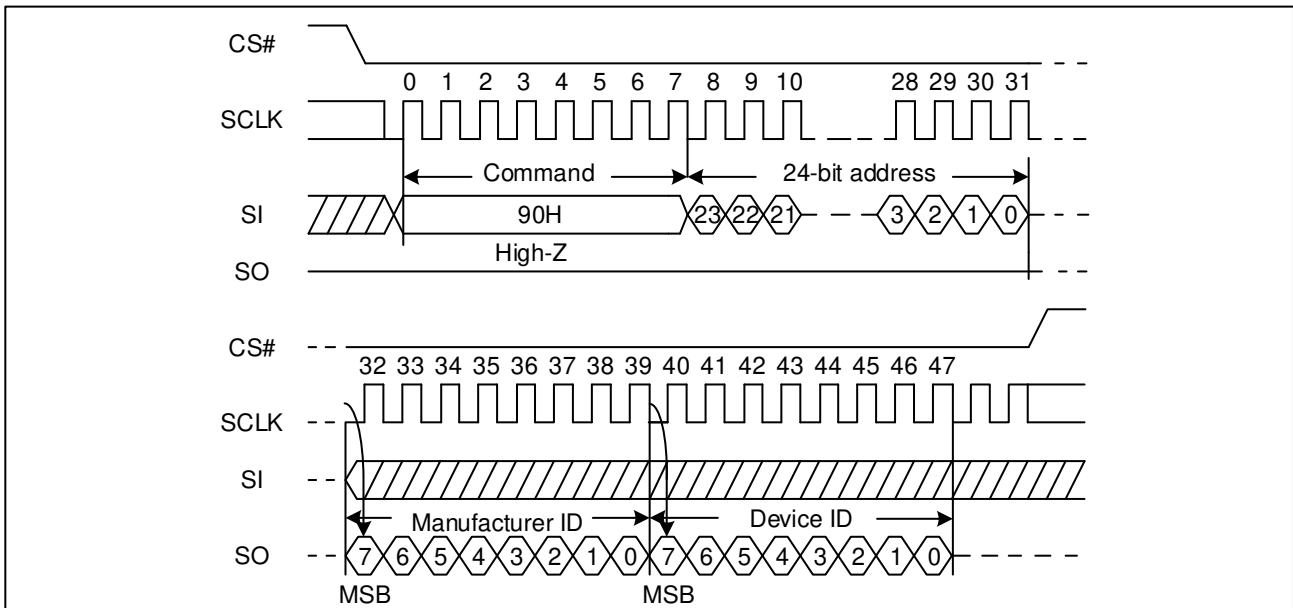 CS#
0 1 2 3 4 5 6 7 8 9 10 28 29 30 31
SCLK
Command 24-bit address
SI 90H 23 22 21 3 2 1 0
High-Z
SO
CS#
32 33 34 35 36 37 38 39 40 41 42 43 44 45 46 47
SCLK
SI
Manufacturer ID Device ID
SO 7 6 5 4 3 2 1 0 7 6 5 4 3 2 1 0
MSB MSB